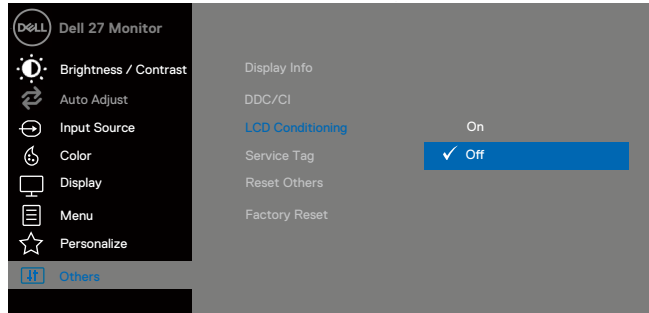 DELL Dell 27 Monitor
Brightness / Contrast
Auto Adjust
Input Source
Color
Display
Menu
Personalize
Others
Display Info
DDC/CI
LCD Conditioning
Service Tag
Reset Others
Factory Reset
On
Off